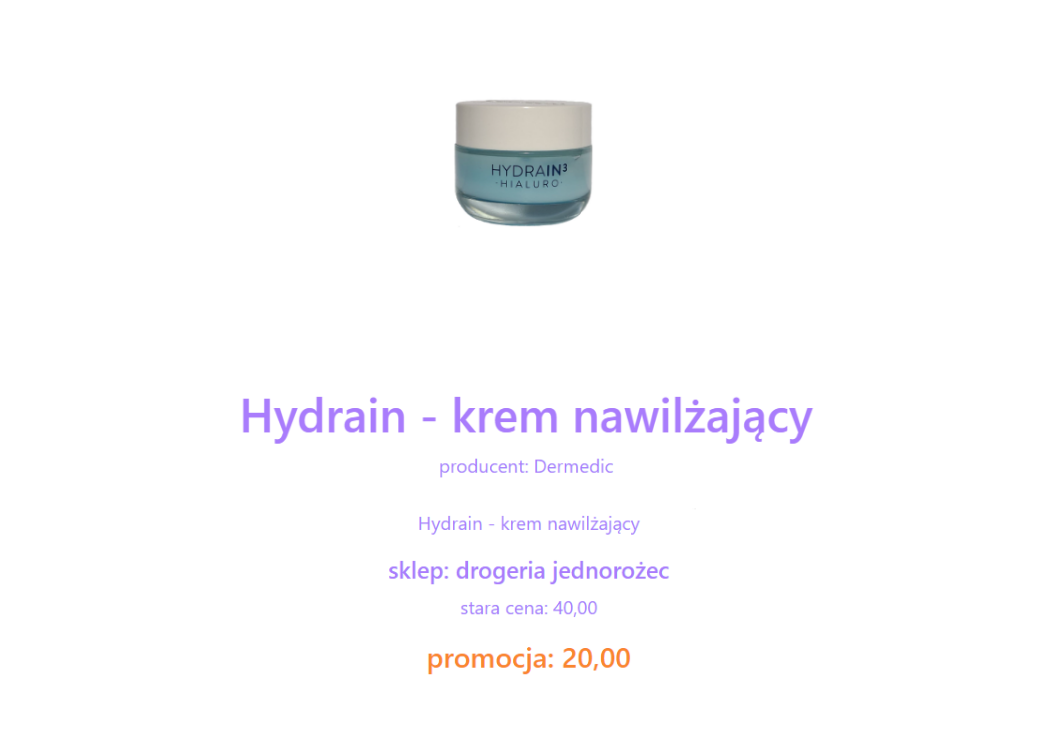 HYDRAIN³
·HIALURO·
Hydrain - krem nawilżający
producent: Dermedic
Hydrain - krem nawilżający
sklep: drogeria jednorożec
stara cena: 40,00
promocja: 20,00